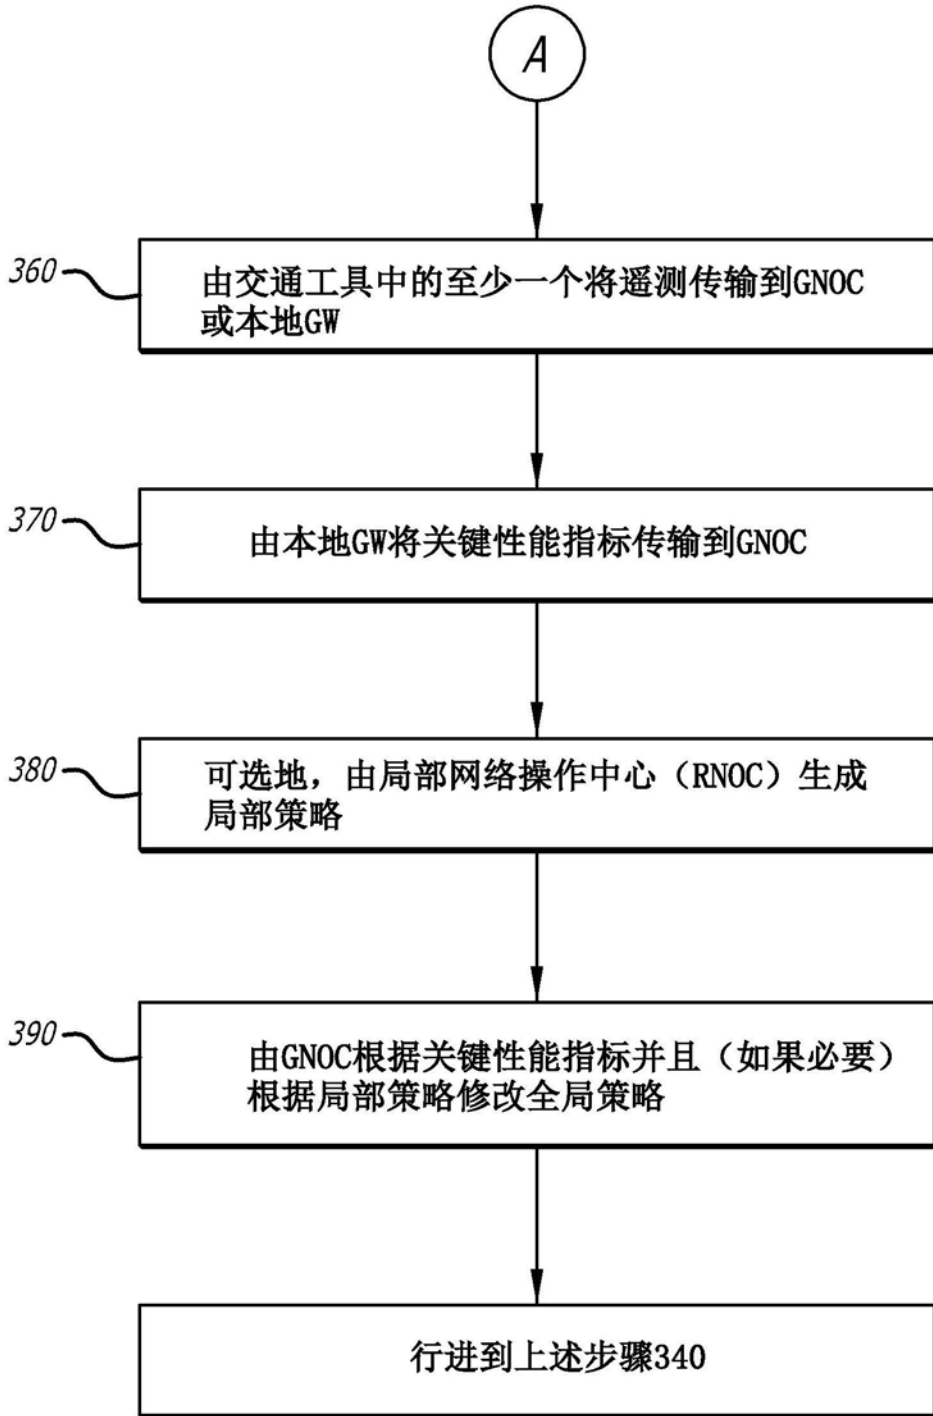 A
360
由交通工具中的至少一个将遥测传输到GNOC
或本地GW
370
由本地GW将关键性能指标传输到GNOC
380
可选地，由局部网络操作中心（RNOC）生成
局部策略
390
由GNOC根据关键性能指标并且（如果必要）
根据局部策略修改全局策略
行进到上述步骤340